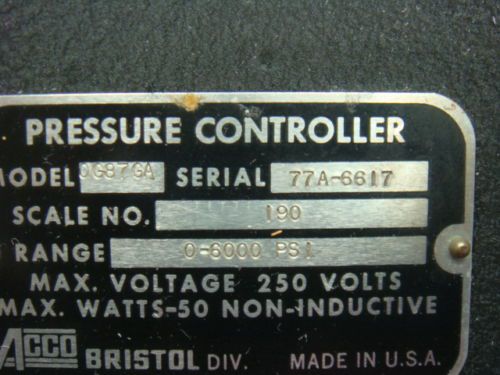 PRESSURE CONTROLLER
MODEL OG87GA SERIAL 77A-6617
SCALE NO. 190
RANGE 0-6000 PSI
MAX. VOLTAGE 250 VOLTS
MAX. WATTS-50 NON-INDUCTIVE
ACCO BRISTOL DIV. MADE IN U.S.A.